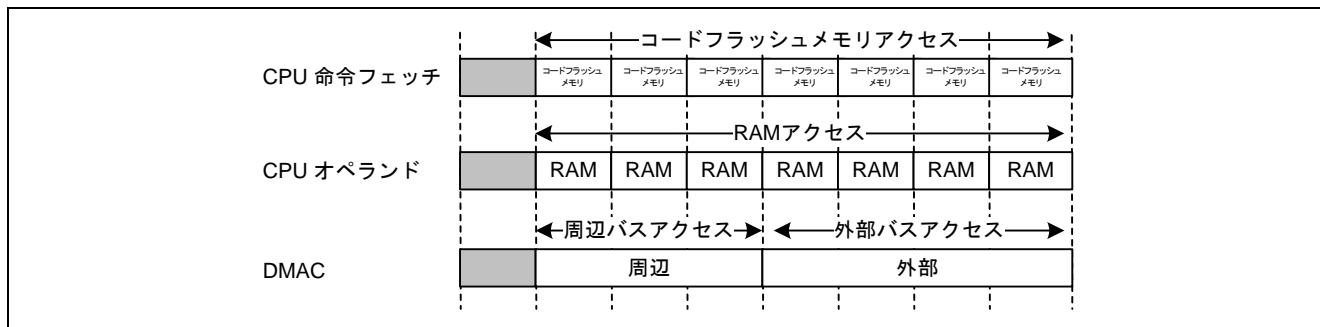 コードフラッシュメモリアクセス
CPU 命令フェッチ
コードフラッシュ
メモリ
コードフラッシュ
メモリ
コードフラッシュ
メモリ
コードフラッシュ
メモリ
コードフラッシュ
メモリ
コードフラッシュ
メモリ
コードフラッシュ
メモリ
RAMアクセス
CPU オペランド
RAM RAM RAM RAM RAM RAM RAM
周辺バスアクセス 外部バスアクセス
DMAC
周辺 外部